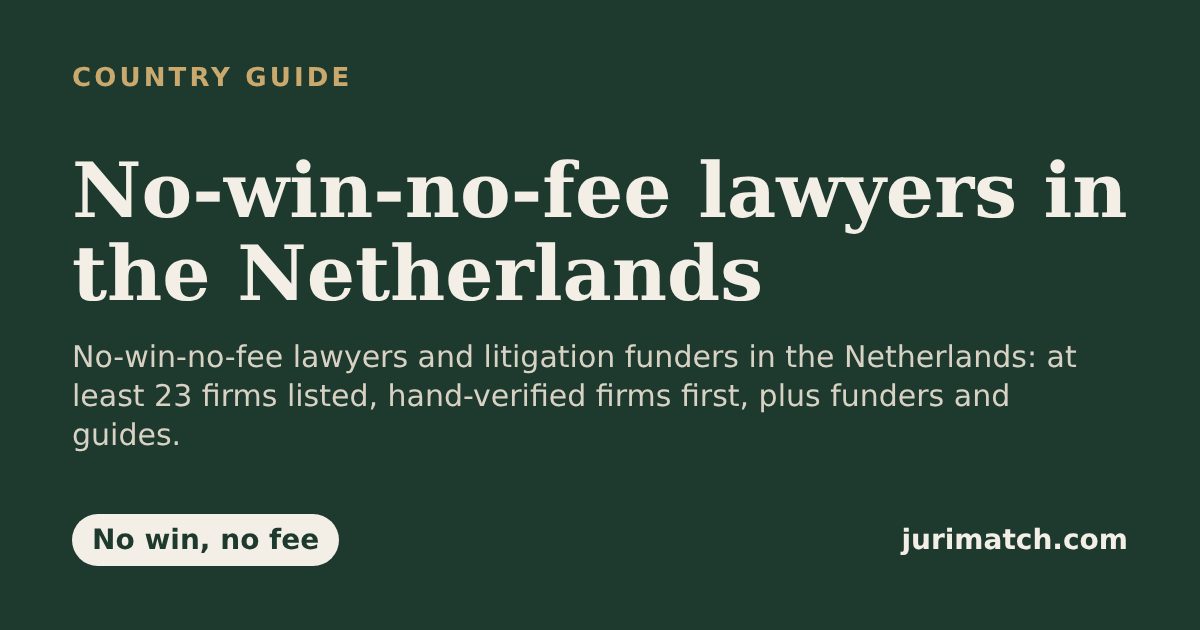 COUNTRY GUIDE
No-win-no-fee lawyers in
the Netherlands
No-win-no-fee lawyers and litigation funders in the Netherlands: at
least 23 firms listed, hand-verified firms first, plus funders and
guides.
No win, no fee
jurimatch.com